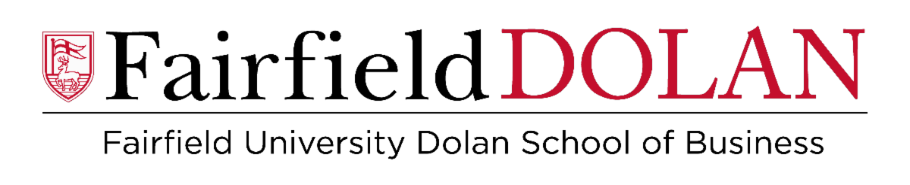 FairfieldDOLAN
Fairfield University Dolan School of Business